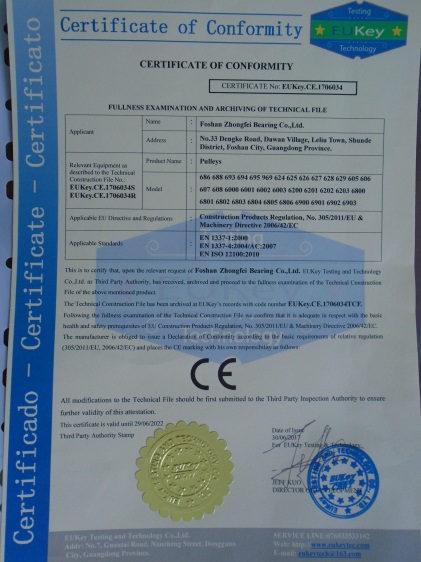 Certificate of Conformity
Testing
EUKey
Technology
Certificado - Certificate - Certificato
CERTIFICATE OF CONFORMITY
CERTIFICATE No: EUKey.CE.1706034
FULLNESS EXAMINATION AND ARCHIVING OF TECHNICAL FILE
Applicant
Name : Foshan Zhongfei Bearing Co.,Ltd.
Address : No.33 Dengke Road, Dawan Village, Leliu Town, Shunde
District, Foshan City, Guangdong Province.
Relevant Equipment as
described to the Technical
Construction File No.:
EUKey.CE.1706034S
EUKey.CE.1706034R
Product Name : Pulleys
Model :
686 688 693 694 695 969 624 625 626 627 628 629 605 606
607 608 6000 6001 6002 6003 6200 6201 6202 6203 6800
6801 6802 6803 6804 6805 6806 6900 6901 6902 6903
Applicable EU Directive and Regulations : Construction Products Regulation, No. 305/2011/EU &
Machinery Directive 2006/42/EC
Applicable Standards :
EN 1337-1:2000
EN 1337-4:2004/AC:2007
EN ISO 12100:2010
This is to certify that, upon the relevant request of Foshan Zhongfei Bearing Co.,Ltd. EUKey Testing and Technology
Co.,Ltd. as Third Party Authority, has received, archived and proceed to the fullness examination of the Technical Construction
File of the above mentioned product.
The Technical Construction File has been archived at EUKey's records with code number EUKey.CE.1706034TCF.
Following the fullness examination of the Technical Construction File we confirm that it is adequates in respect with the basic
health and safety prerequisites of EU Construction Products Regulation No. 305/2011/EU & Machinery Directive 2006/42/EC.
The manufacturer is obliged to issue a Declaration of Conformity according to the basic requirements of relative regulation
(305/2011/EU, 2006/42/EC) and places the CE marking with his own responsibility as follows:
CE
All modifications to the Technical File should be first submitted to the Third Party Inspection Authority to ensure
further validity of this attestation.
This certificate is valid until 29/06/2022
Third Party Authority Stamp
Date of Issue:
30/06/2017
For EUKey Testing & Technology
DIRECTOR OF DEVELOPMENT
EUKey Testing and Technology Co.,Ltd.
Guangdong Province.
Web: http: www.eukeytec.com
E-mail: eukeytech@163.com